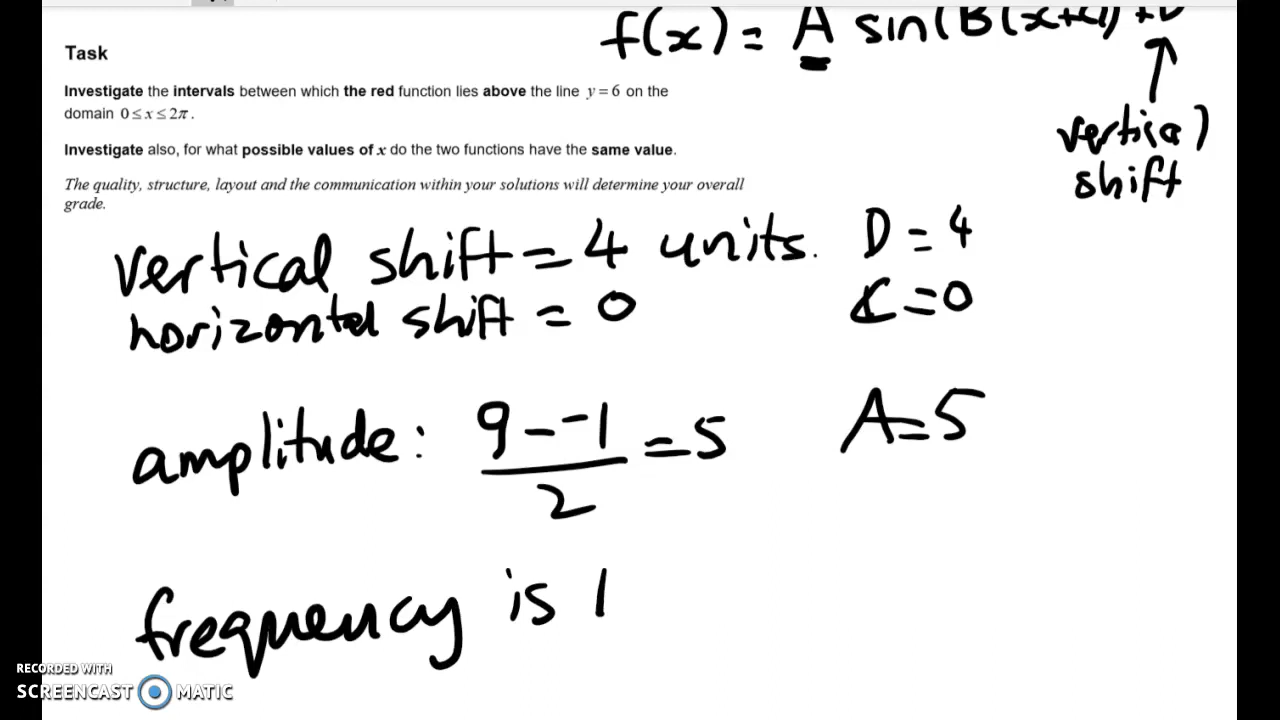 f(x) = A sin(B(x+c)) + D
Task
Investigate the intervals between which the red function lies above the line y = 6 on the
domain 0 ≤ x ≤ 2π.
vertical
shift
Investigate also, for what possible values of x do the two functions have the same value.
The quality, structure, layout and the communication within your solutions will determine your overall
grade.
vertical shift = 4 units. D = 4
horizontal shift = 0 C = 0
amplitude: 9 - -1 = 5 A = 5
2
frequency is 1
RECORDED WITH
SCREENCAST MATIC